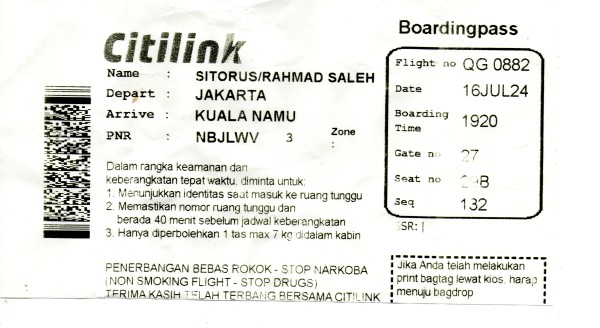 Boardingpass
Citilink
Name : SITORUS/RAHMAD SALEH
Depart : JAKARTA
Arrive : KUALA NAMU
PNR : NBJLWV 3 Zone :
Flight no QG 0882
Date 16JUL24
Boarding Time 1920
Gate no 27
Seat no
Seq 132
SSR:
Dalam rangka keamanan dan
keberangkatan tepat waktu, diminta untuk:
1. Menunjukkan identitas saat masuk ke ruang tunggu
2. Memastikan nomor ruang tunggu dan
berada 40 menit sebelum jadwal keberangkatan
3. Hanya diperbolehkan 1 tas max 7 kg didalam kabin
PENERBANGAN BEBAS ROKOK - STOP NARKOBA
(NON SMOKING FLIGHT - STOP DRUGS)
TERIMA KASIH TELAH TERBANG BERSAMA CITILINK
Jika Anda telah melakukan
print bagtag lewat kios, harap
menuju bagdrop